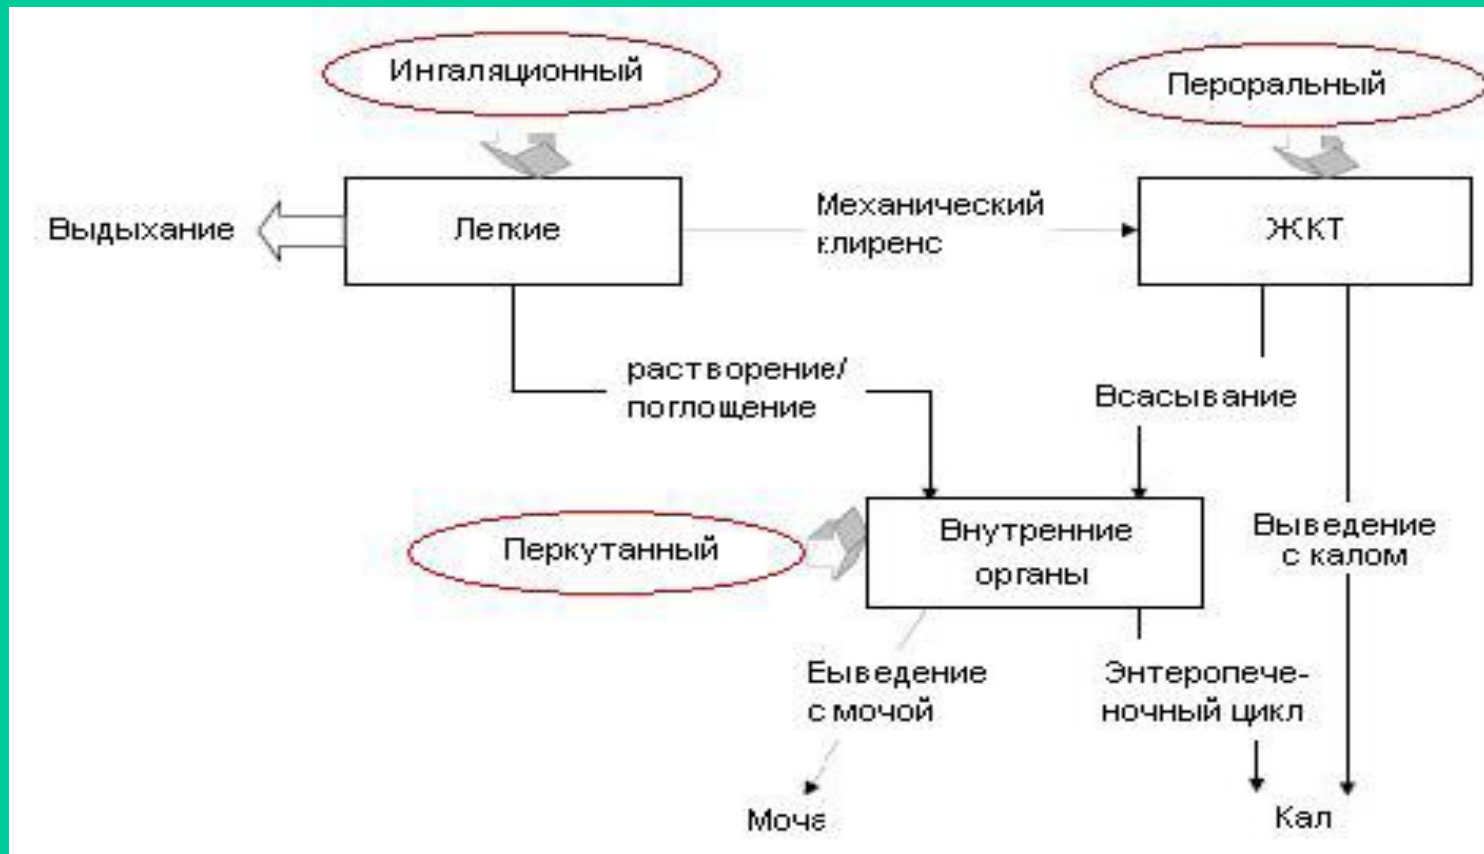 Ингаляционный
Пероральный
Выдыхание
Легкие
Механический
клиренс
ЖКТ
растворение/
поглощение
Всасывание
Перкутанный
Внутренние
органы
Выведение
с калом
Выведение
с мочой
Энтеропече-
ночный цикл
Моча
Кал